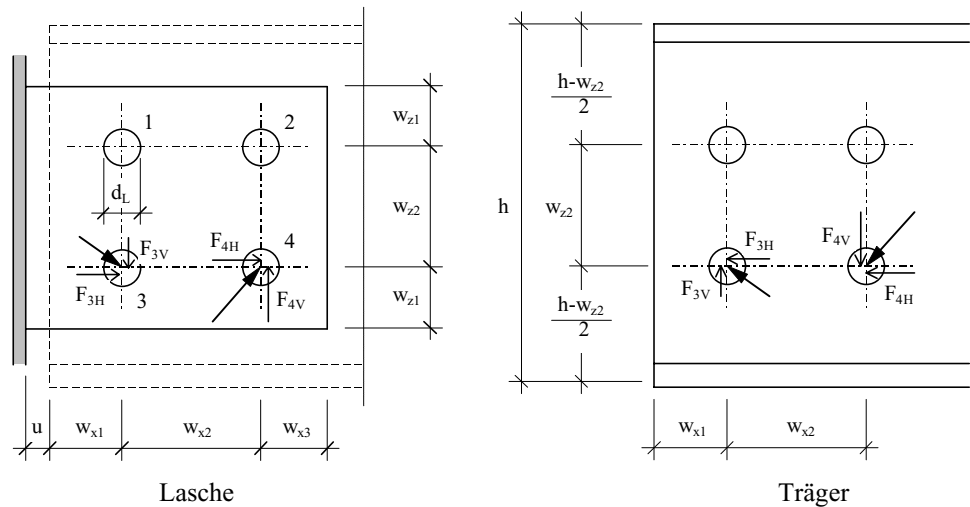 1
2
d_L
F_3V
F_3H
3
F_4H
4
F_4V
w_z1
w_z2
w_z1
u
w_x1
w_x2
w_x3
Lasche
h
h-w_z2
2
w_z2
h-w_z2
2
F_3H
F_3V
F_4V
F_4H
w_x1
w_x2
Träger